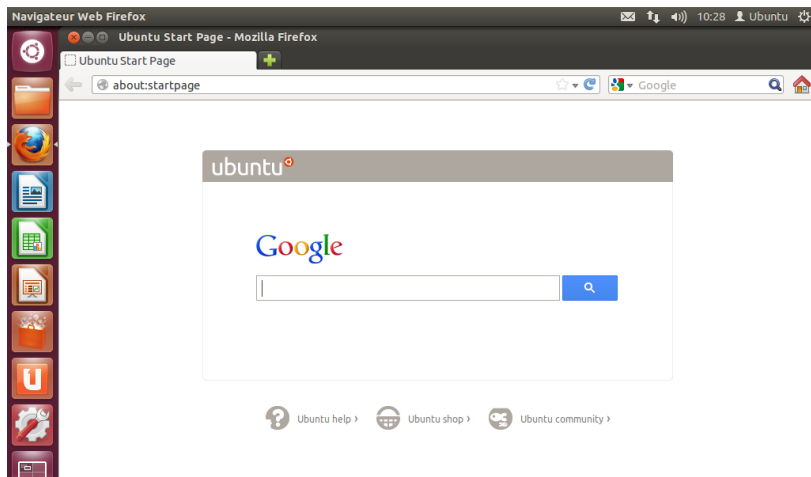 Navigateur Web Firefox 10:28 Ubuntu
Ubuntu Start Page - Mozilla Firefox
Ubuntu Start Page
about:startpage Google
ubuntu
Google
Ubuntu help › Ubuntu shop › Ubuntu community ›